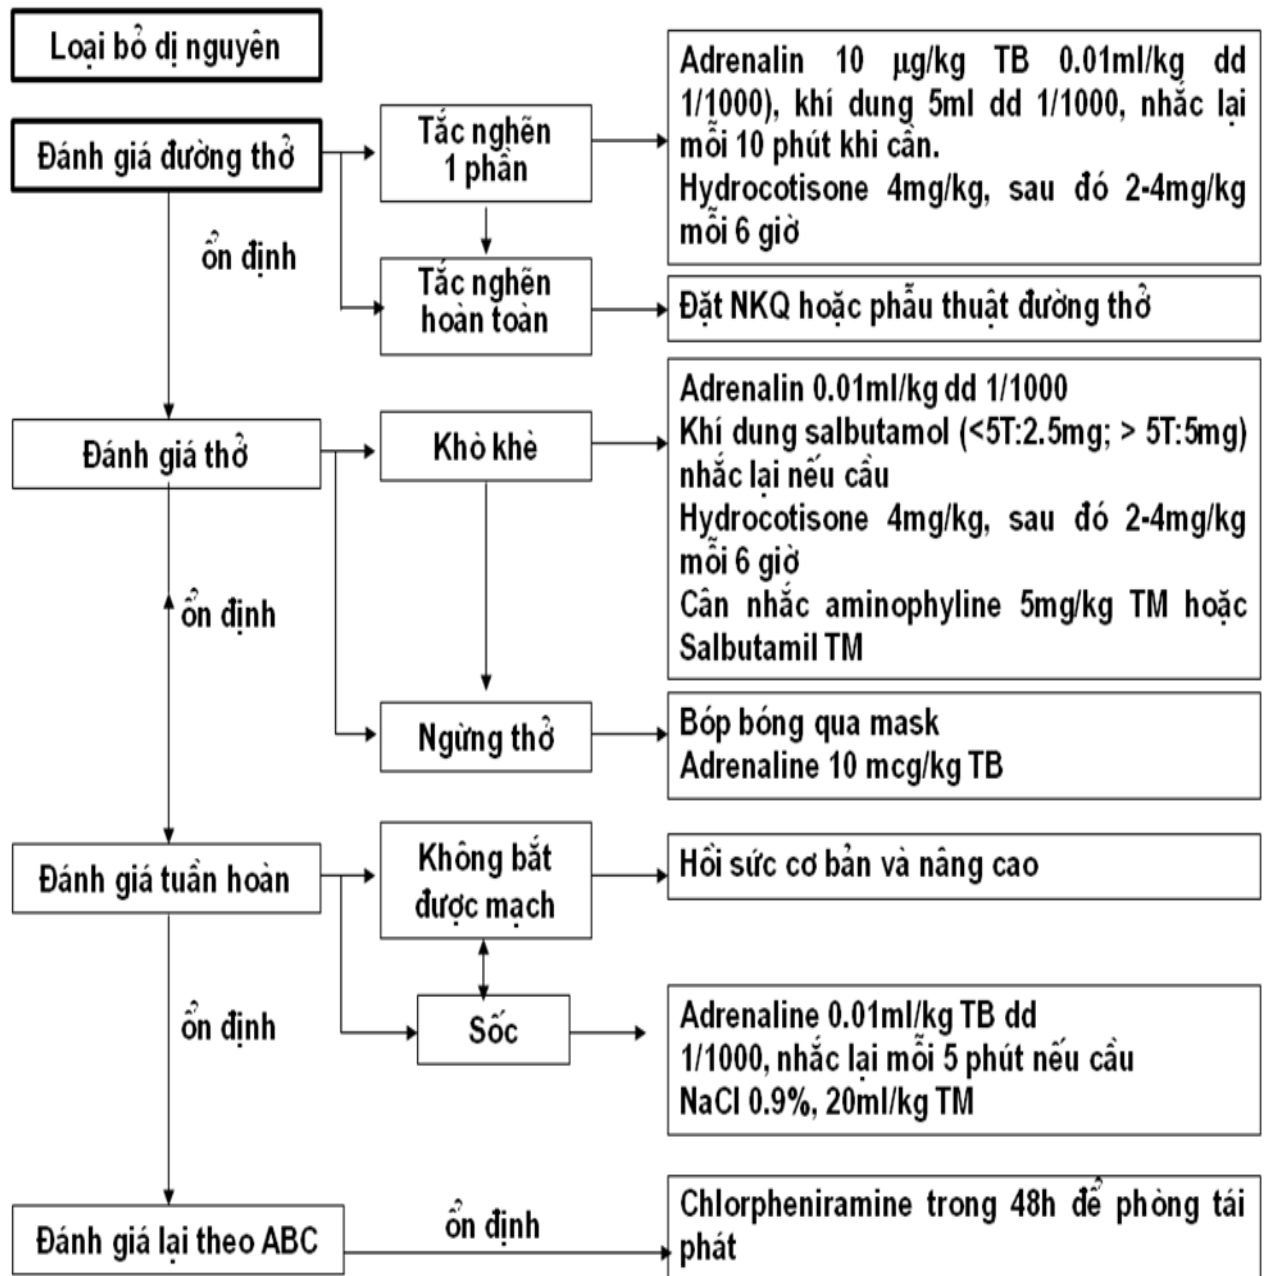 Loại bỏ dị nguyên
Đánh giá đường thở
Tắc nghẽn
1 phần
Adrenalin 10 μg/kg TB 0.01ml/kg dd
1/1000), khí dung 5ml dd 1/1000, nhắc lại
mỗi 10 phút khi cần.
Hydrocotisone 4mg/kg, sau đó 2-4mg/kg
mỗi 6 giờ
ổn định
Tắc nghẽn
hoàn toàn
Đặt NKQ hoặc phẫu thuật đường thở
Đánh giá thở
Khò khè
Adrenalin 0.01ml/kg dd 1/1000
Khí dung salbutamol (<5T:2.5mg; > 5T:5mg)
nhắc lại nếu cầu
Hydrocotisone 4mg/kg, sau đó 2-4mg/kg
mỗi 6 giờ
Cân nhắc aminophyline 5mg/kg TM hoặc
Salbutamil TM
ổn định
Ngừng thở
Bóp bóng qua mask
Adrenaline 10 mcg/kg TB
Đánh giá tuần hoàn
Không bắt
được mạch
Hồi sức cơ bản và nâng cao
ổn định
Sốc
Adrenaline 0.01ml/kg TB dd
1/1000, nhắc lại mỗi 5 phút nếu cầu
NaCl 0.9%, 20ml/kg TM
Đánh giá lại theo ABC
ổn định
Chlorpheniramine trong 48h để phòng tái
phát